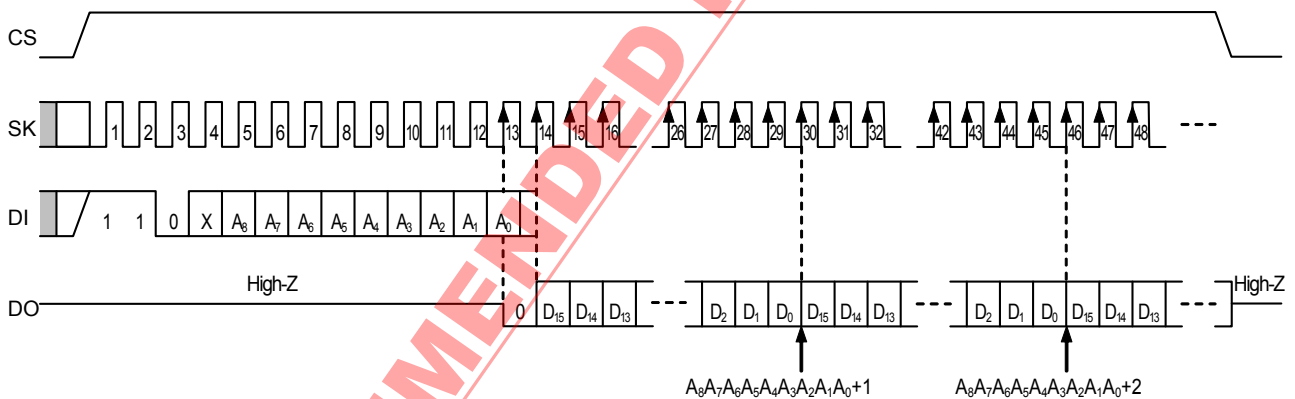 CS
SK 1 2 3 4 5 6 7 8 9 10 11 12 13 14 15 16 26 27 28 29 30 31 32 42 43 44 45 46 47 48
DI 1 1 0 X A₈ A₇ A₆ A₅ A₄ A₃ A₂ A₁ A₀
High-Z High-Z
DO 0 D₁₅ D₁₄ D₁₃ D₂ D₁ D₀ D₁₅ D₁₄ D₁₃ D₂ D₁ D₀ D₁₅ D₁₄ D₁₃
A₈A₇A₆A₅A₄A₃A₂A₁A₀+1 A₈A₇A₆A₅A₄A₃A₂A₁A₀+2
MMENDED